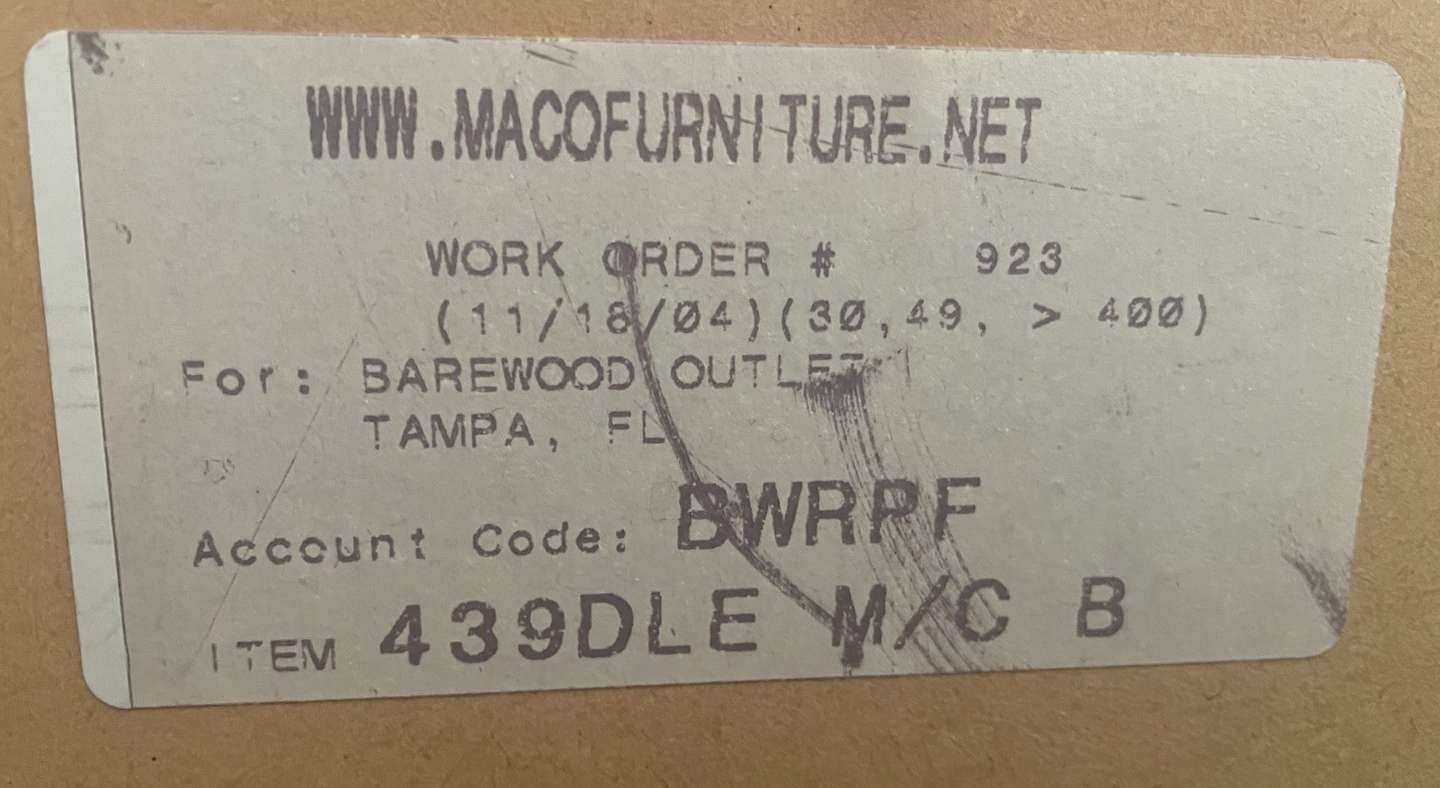 WWW.MACOFURNITURE.NET
WORK ORDER # 923
(11/18/04)(30,49, > 400)
For: BAREWOOD OUTLET
TAMPA, FL
Account Code: BWRPF
ITEM 439DLE M/C B